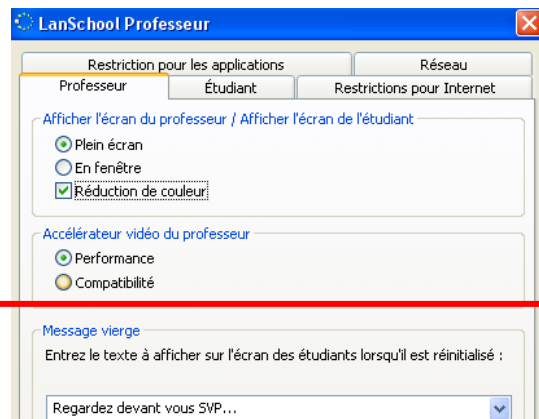 LanSchool Professeur
Restriction pour les applications
Réseau
Professeur
Étudiant
Restrictions pour Internet
Afficher l'écran du professeur / Afficher l'écran de l'étudiant
Plein écran
En fenêtre
Réduction de couleur
Accélérateur vidéo du professeur
Performance
Compatibilité
Message vierge
Entrez le texte à afficher sur l'écran des étudiants lorsqu'il est réinitialisé :
Regardez devant vous SVP...